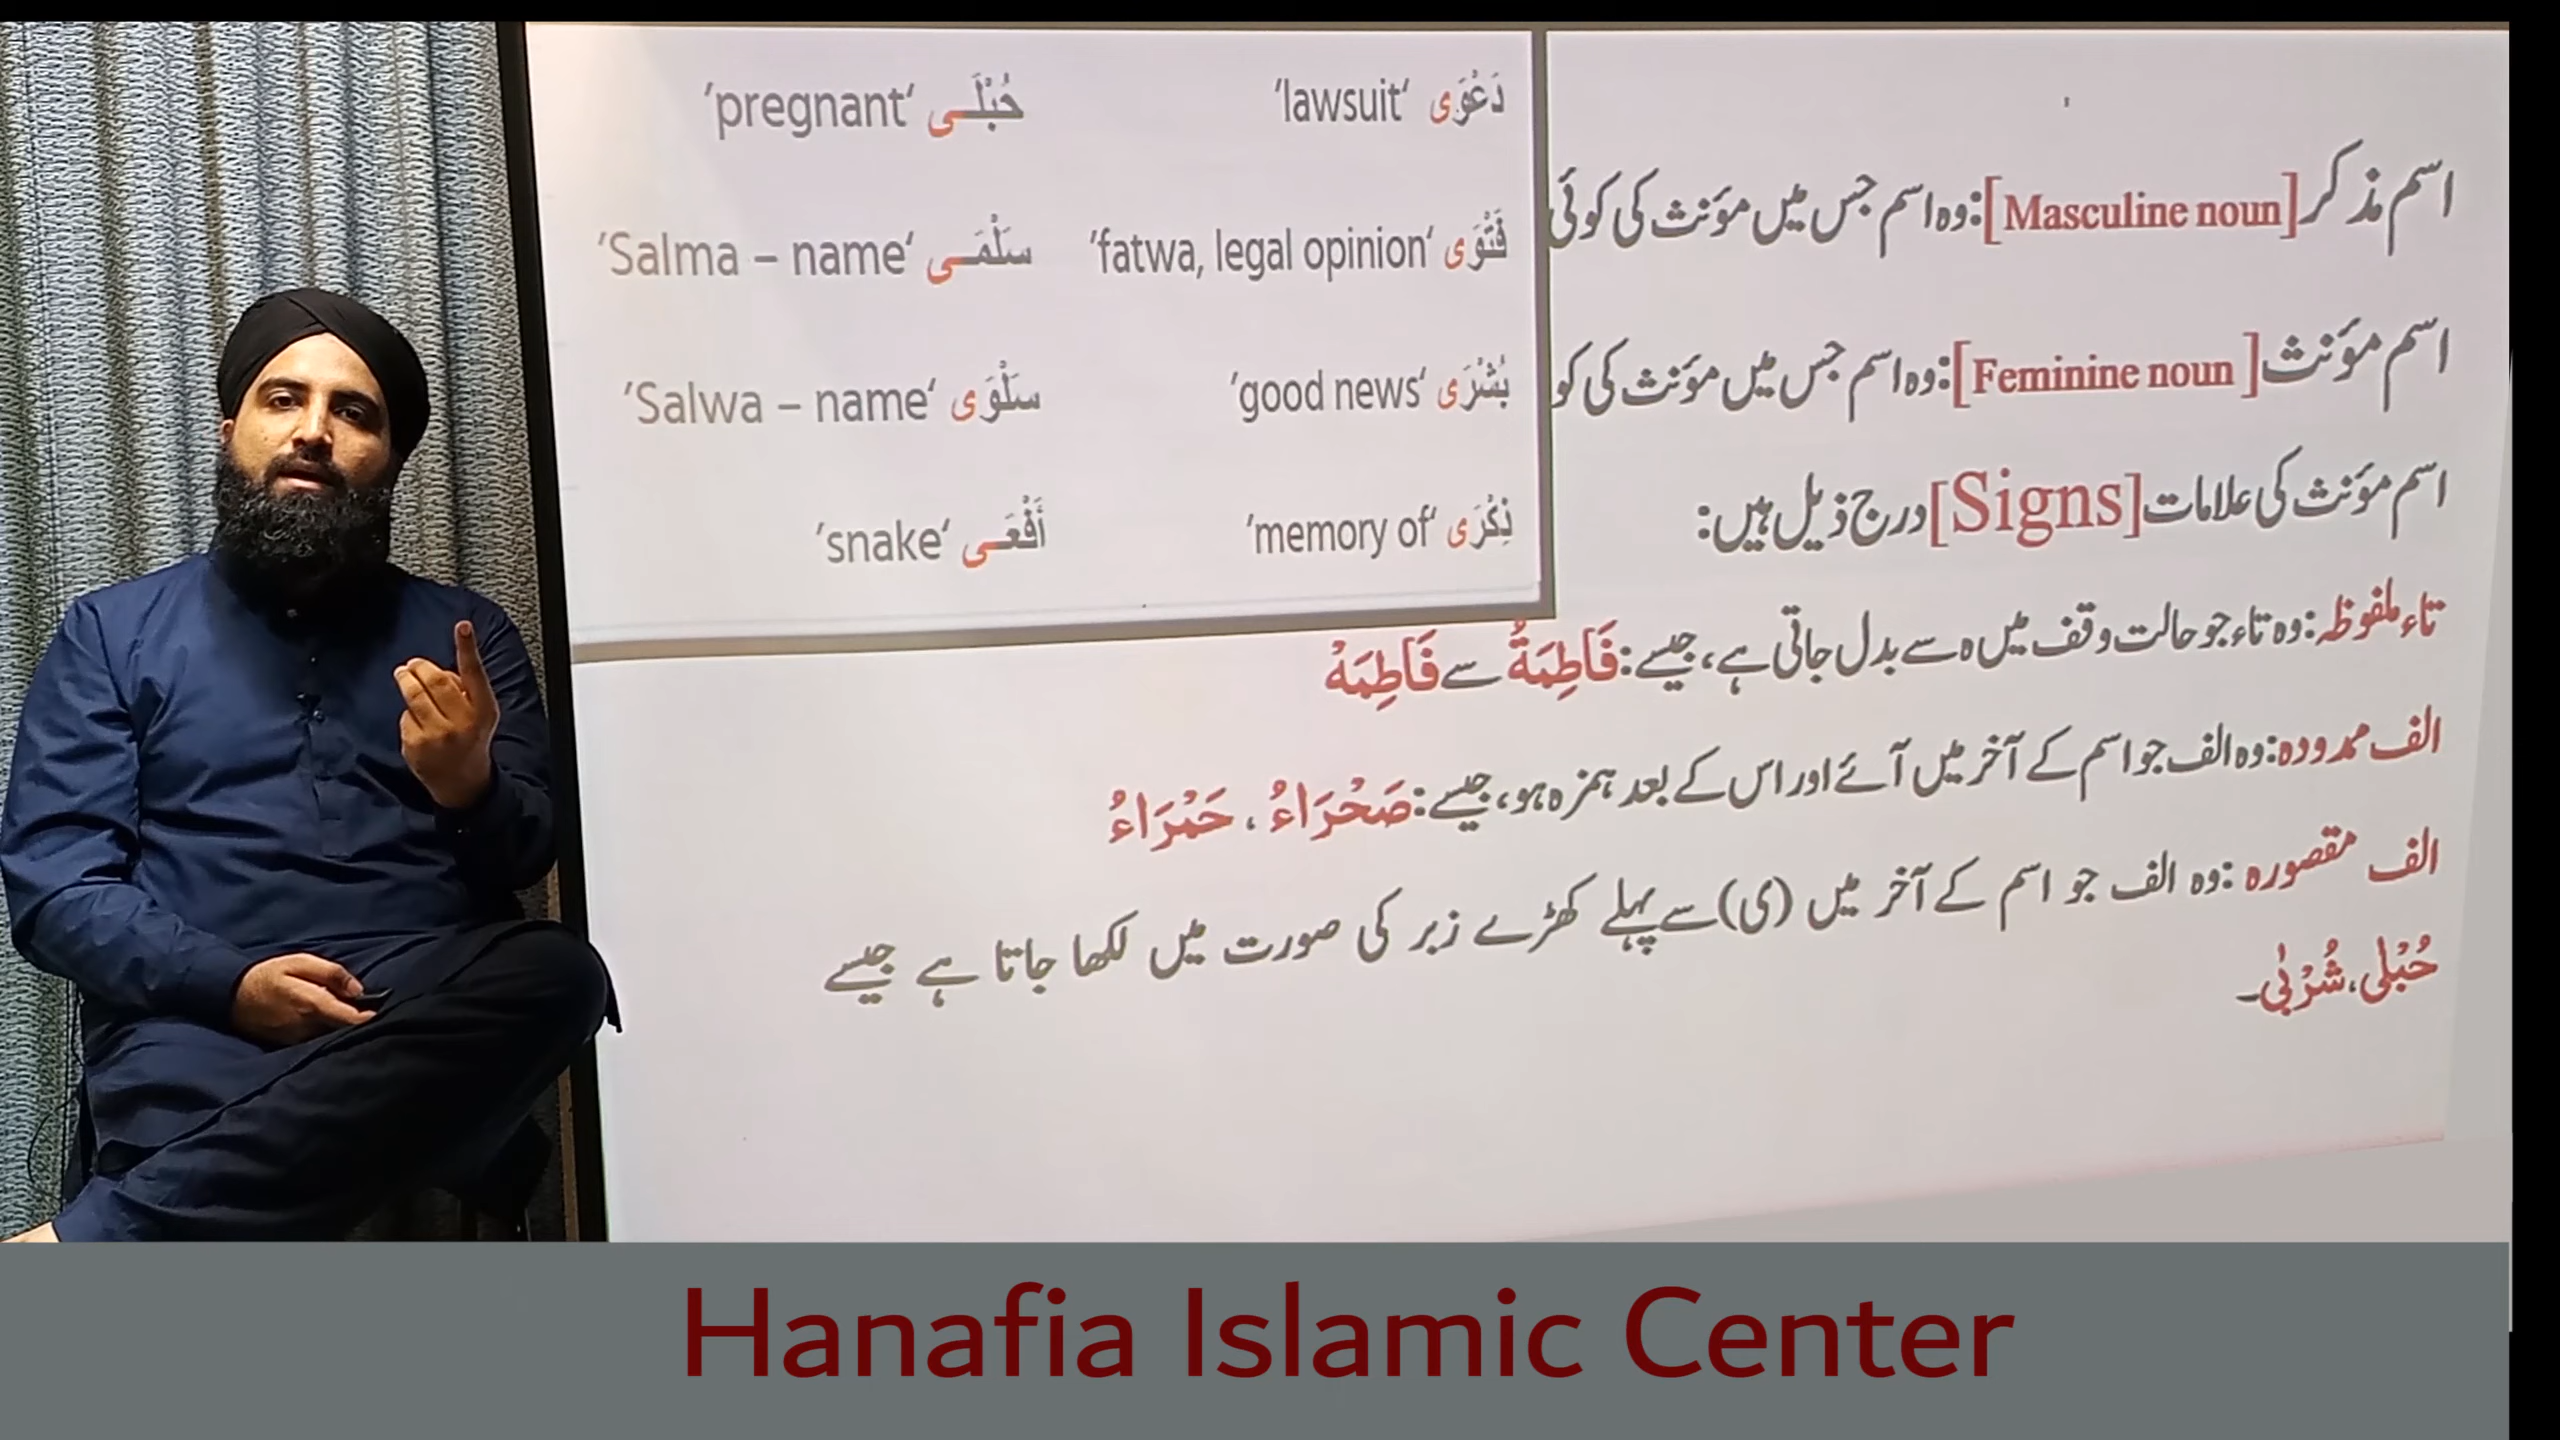 دَعْوَى ‘lawsuit’ حُبْلَى ‘pregnant’
فَتْوَى ‘fatwa, legal opinion’ سَلْمَى ‘Salma – name’
بُشْرَى ‘good news’ سَلْوَى ‘Salwa – name’
ذِكْرَى ‘memory of’ أَفْعَى ‘snake’
اسم مذکر [Masculine noun]: وہ اسم جس میں مؤنث کی کوئی
اسم مؤنث [Feminine noun]: وہ اسم جس میں مؤنث کی کو
اسم مؤنث کی علامات [Signs] درج ذیل ہیں:
تاء ملفوظہ: وہ تاء جو حالت وقف میں ہ سے بدل جاتی ہے، جیسے: فَاطِمَةُ سے فَاطِمَهْ
الف ممدودہ: وہ الف جو اسم کے آخر میں آئے اور اس کے بعد ہمزہ ہو، جیسے: صَحْرَاءُ ، حَمْرَاءُ
الف مقصورہ: وہ الف جو اسم کے آخر میں (ی) سے پہلے کھڑے زبر کی صورت میں لکھا جاتا ہے جیسے
حُبْلٰی، شُرْبٰی۔
Hanafia Islamic Center